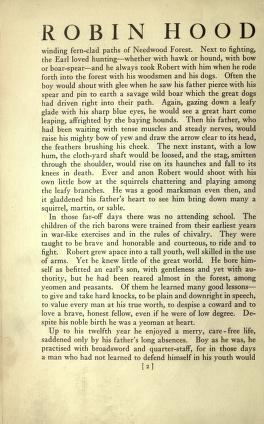 ROBIN HOOD
winding fern-clad paths of Needwood Forest. Next to fighting,
the Earl loved hunting—whether with hawk or hound, with bow
or boar-spear—and he always took Robert with him when he rode
forth into the forest with his woodsmen and his dogs. Often the
boy would shout with glee when he saw his father pierce with his
spear and pin to earth a savage wild boar which the great dogs
had driven right into their path. Again, gazing down a leafy
glade with his sharp blue eyes, he would see a great hart come
leaping, affrighted by the baying hounds. Then his father, who
had been waiting with tense muscles and steady nerves, would
raise his mighty bow of yew and draw the arrow clear to its head,
the feathers brushing his cheek. The next instant, with a low
hum, the cloth-yard shaft would be loosed, and the stag, smitten
through the shoulder, would rise on its haunches and fall to its
knees in death. Ever and anon Robert would shoot with his
own little bow at the squirrels chattering and playing among
the leafy branches. He was a good marksman even then, and
it gladdened his father's heart to see him bring down many a
squirrel, martin, or sable.
In those far-off days there was no attending school. The
children of the rich barons were trained from their earliest years
in war-like exercises and in the rules of chivalry. They were
taught to be brave and honorable and courteous, to ride and to
fight. Robert grew apace into a tall youth, well skilled in the use
of arms. Yet he knew little of the great world. He bore him-
self as befitted an earl's son, with gentleness and yet with au-
thority, but he had been reared almost in the forest, among
yeomen and peasants. Of them he learned many good lessons—
to give and take hard knocks, to be plain and downright in speech,
to value every man at his true worth, to despise a coward and to
love a brave, honest fellow, even if he were of low degree. De-
spite his noble birth he was a yeoman at heart.
Up to his twelfth year he enjoyed a merry, care-free life,
saddened only by his father's long absences. Boy as he was, he
practised with broadsword and quarter-staff, for in those days
a man who had not learned to defend himself in his youth would
[2]